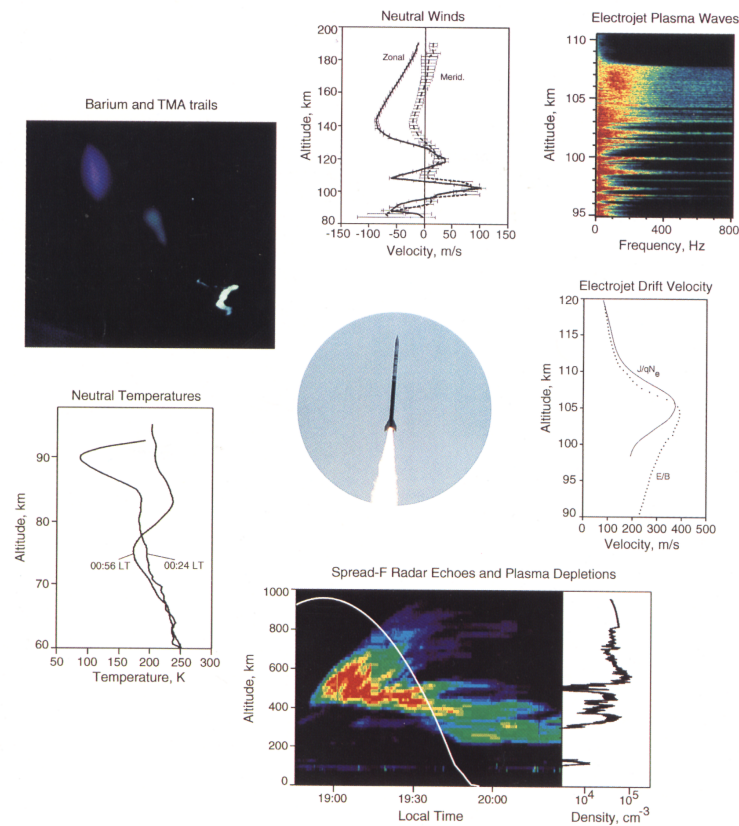 Neutral Winds
200
180
160
140
120
100
80
Altitude, km
Zonal
Merid.
-150 -100 -50 0 50 100 150
Velocity, m/s
Electrojet Plasma Waves
110
105
100
95
Altitude, km
0 400 800
Frequency, Hz
Barium and TMA trails
Electrojet Drift Velocity
120
115
110
105
100
95
90
Altitude, km
J/qNe
E/B
0 100 200 300 400 500
Velocity, m/s
Neutral Temperatures
90
80
70
60
Altitude, km
00:56 LT
00:24 LT
50 100 150 200 250 300
Temperature, K
Spread-F Radar Echoes and Plasma Depletions
1000
800
600
400
200
0
Altitude, km
19:00 19:30 20:00
Local Time
10⁴ 10⁵
Density, cm⁻³